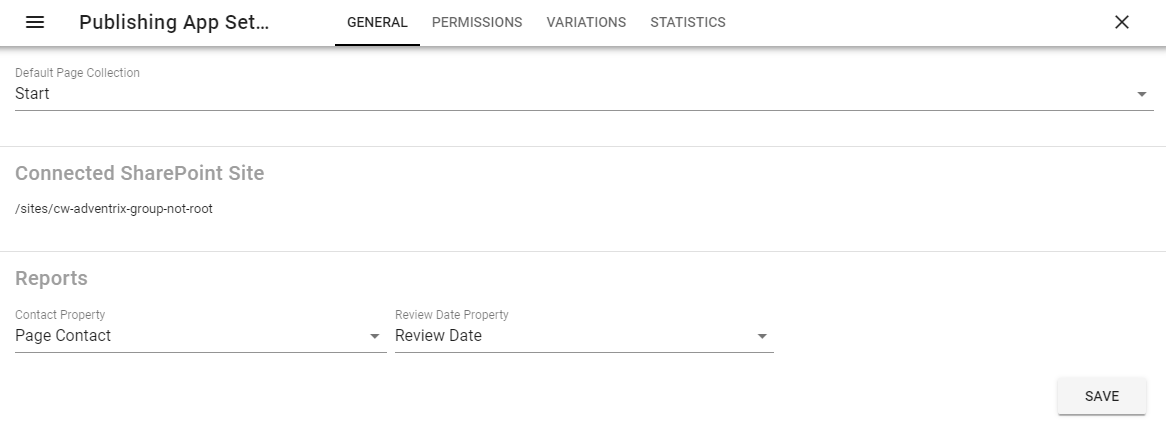 Publishing App Set...
GENERAL
PERMISSIONS
VARIATIONS
STATISTICS
Default Page Collection
Start
Connected SharePoint Site
/sites/cw-adventrix-group-not-root
Reports
Contact Property
Page Contact
Review Date Property
Review Date
SAVE